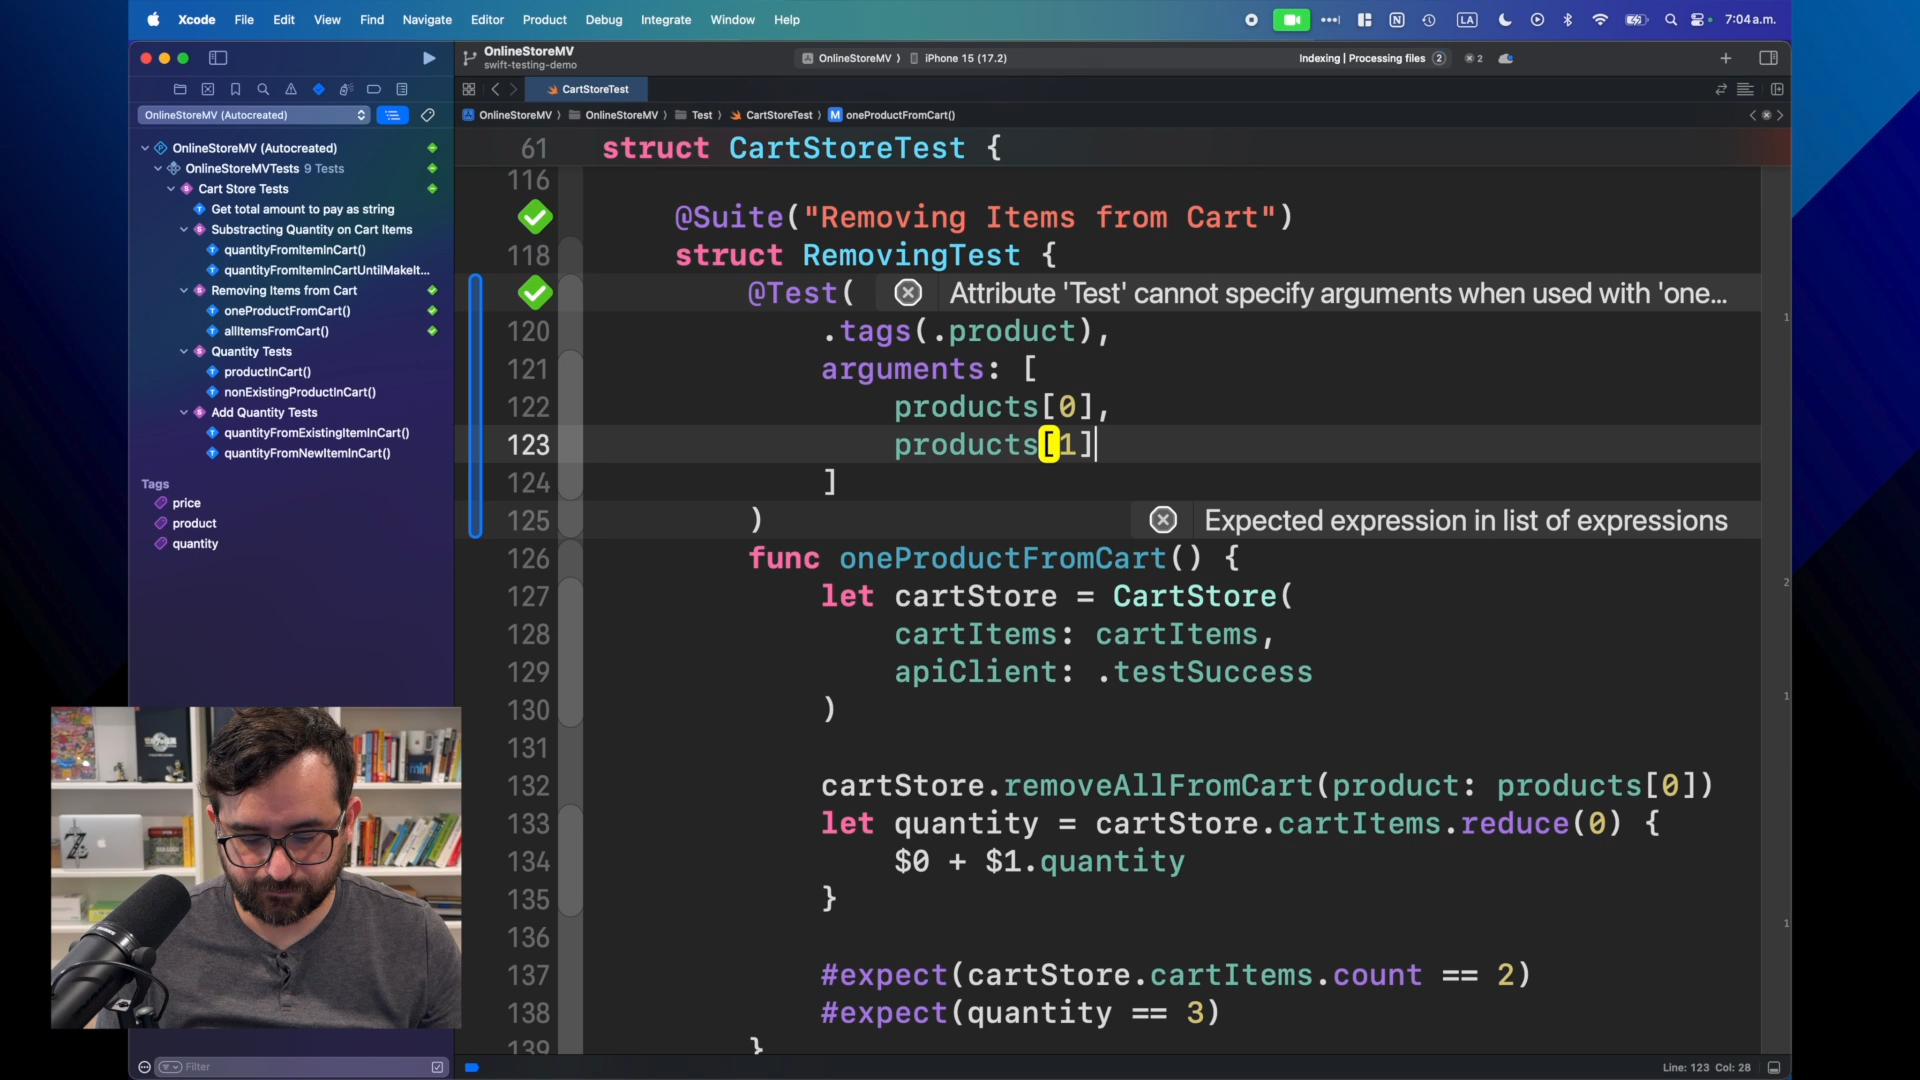 Xcode File Edit View Find Navigate Editor Product Debug Integrate Window Help LA 7:04 a.m.
OnlineStoreMV
swift-testing-demo
OnlineStoreMV iPhone 15 (17.2) Indexing | Processing files 2 2
CartStoreTest
OnlineStoreMV (Autocreated)
OnlineStoreMV OnlineStoreMV Test CartStoreTest M oneProductFromCart()
OnlineStoreMV (Autocreated)
OnlineStoreMVTests 9 Tests
Cart Store Tests
Get total amount to pay as string
Substracting Quantity on Cart Items
quantityFromItemInCart()
quantityFromItemInCartUntilMakeIt...
Removing Items from Cart
oneProductFromCart()
allItemsFromCart()
Quantity Tests
productInCart()
nonExistingProductInCart()
Add Quantity Tests
quantityFromExistingItemInCart()
quantityFromNewItemInCart()
Tags
price
product
quantity
Filter
61 struct CartStoreTest {
116
@Suite("Removing Items from Cart")
118 struct RemovingTest {
@Test( Attribute 'Test' cannot specify arguments when used with 'one...
120 .tags(.product),
121 arguments: [
122 products[0],
123 products[1]
124 ]
125 ) Expected expression in list of expressions
126 func oneProductFromCart() {
127 let cartStore = CartStore(
128 cartItems: cartItems,
129 apiClient: .testSuccess
130 )
131
132 cartStore.removeAllFromCart(product: products[0])
133 let quantity = cartStore.cartItems.reduce(0) {
134 $0 + $1.quantity
135 }
136
137 #expect(cartStore.cartItems.count == 2)
138 #expect(quantity == 3)
139 }
Line: 123 Col: 28